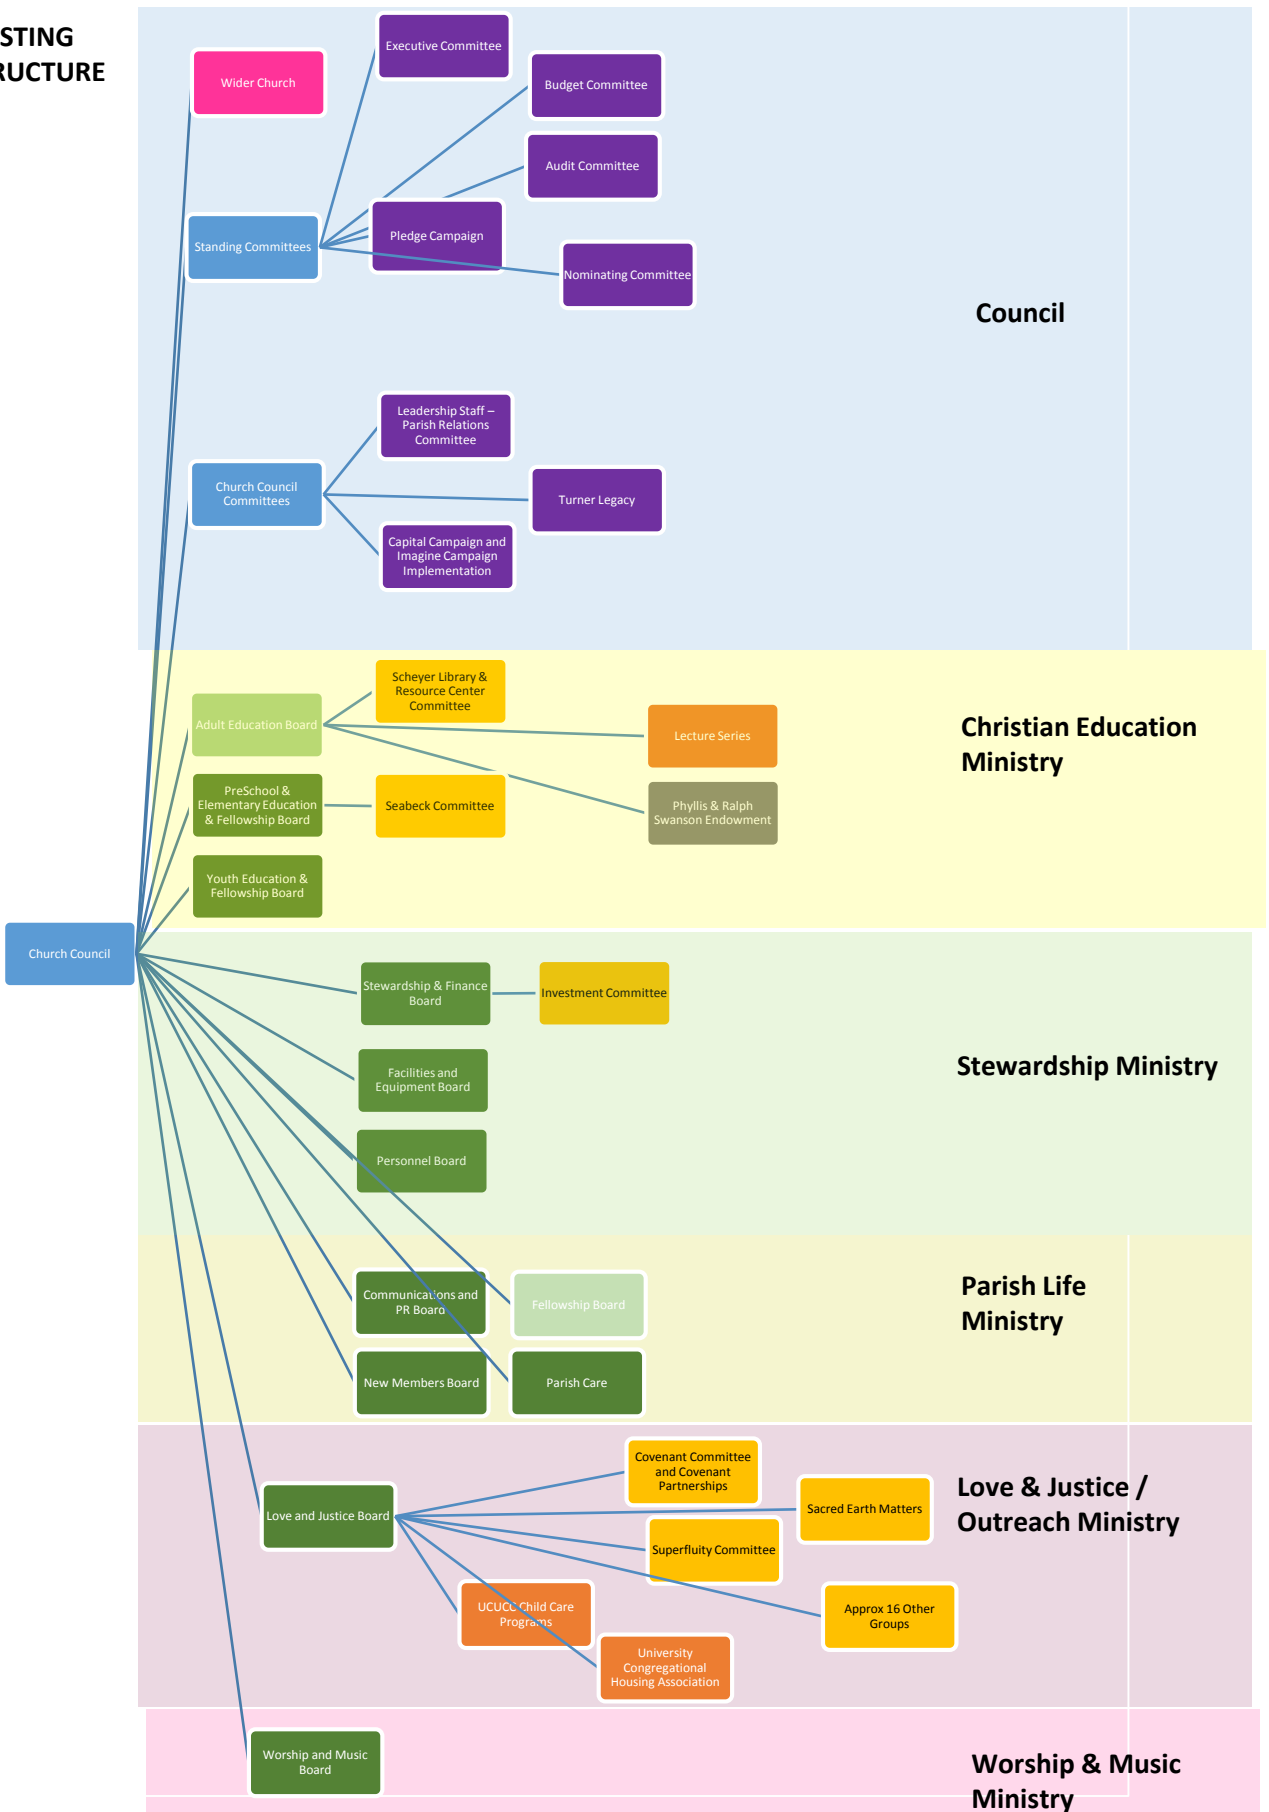 STING
RUCTURE
Executive Committee
Wider Church
Budget Committee
Audit Committee
Pledge Campaign
Standing Committees
Nominating Committee
Council
Leadership Staff –
Parish Relations
Committee
Church Council
Committees
Turner Legacy
Capital Campaign and
Imagine Campaign
Implementation
Scheyer Library &
Resource Center
Committee
Adult Education Board
Lecture Series
Christian Education
Ministry
PreSchool &
Elementary Education
& Fellowship Board
Seabeck Committee
Phyllis & Ralph
Swanson Endowment
Youth Education &
Fellowship Board
Church Council
Stewardship & Finance
Board
Investment Committee
Facilities and
Equipment Board
Stewardship Ministry
Personnel Board
Communications and
PR Board
Fellowship Board
Parish Life
Ministry
New Members Board
Parish Care
Covenant Committee
and Covenant
Partnerships
Love and Justice Board
Sacred Earth Matters
Love & Justice /
Outreach Ministry
Superfluity Committee
UCUCC Child Care
Programs
Approx 16 Other
Groups
University
Congregational
Housing Association
Worship and Music
Board
Worship & Music
Ministry